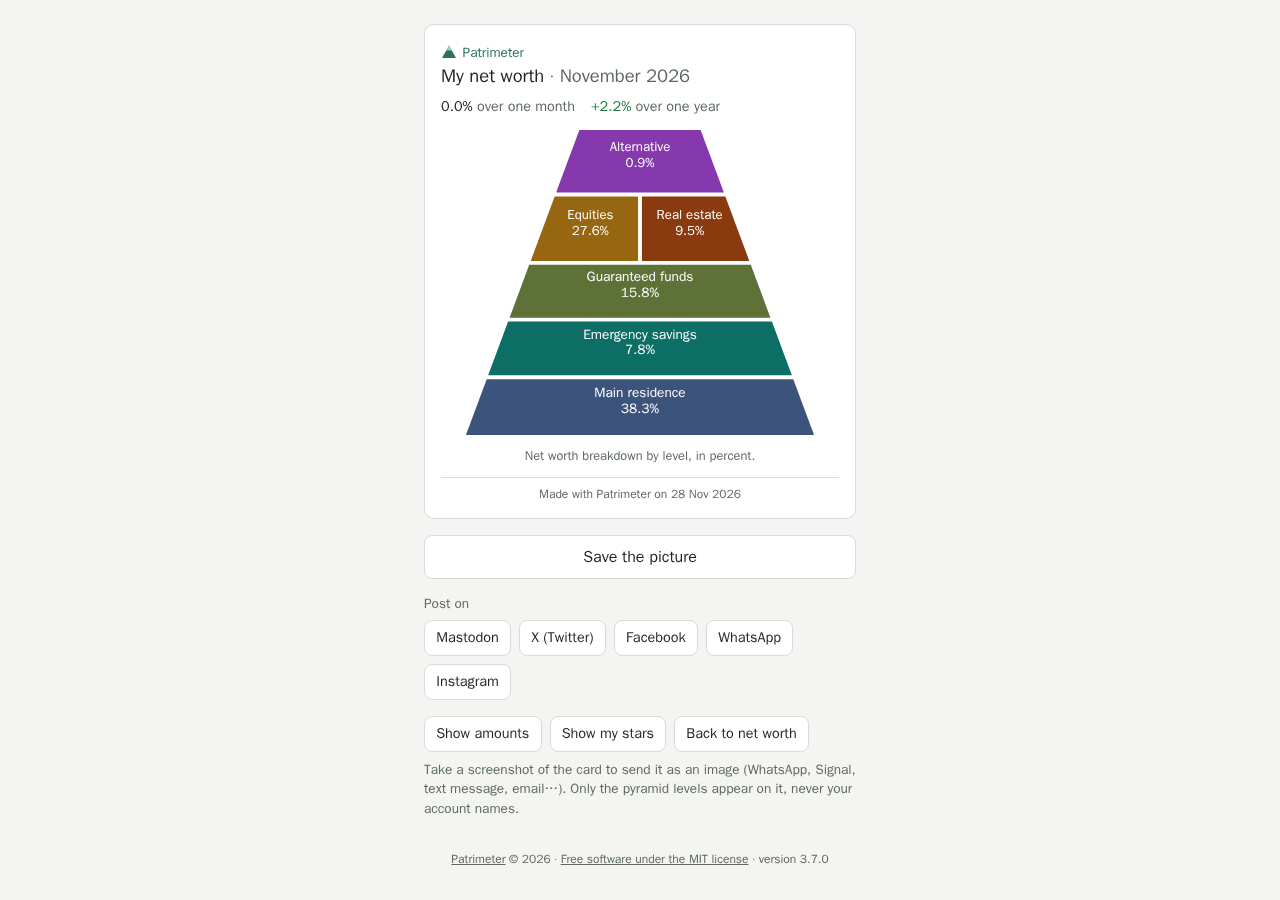 Patrimeter
My net worth · November 2026
0.0% over one month +2.2% over one year
Alternative
0.9%
Equities
27.6%
Real estate
9.5%
Guaranteed funds
15.8%
Emergency savings
7.8%
Main residence
38.3%
Net worth breakdown by level, in percent.
Made with Patrimeter on 28 Nov 2026
Save the picture
Post on
Mastodon
X (Twitter)
Facebook
WhatsApp
Instagram
Show amounts
Show my stars
Back to net worth
Take a screenshot of the card to send it as an image (WhatsApp, Signal,
text message, email…). Only the pyramid levels appear on it, never your
account names.
Patrimeter © 2026 · Free software under the MIT license · version 3.7.0